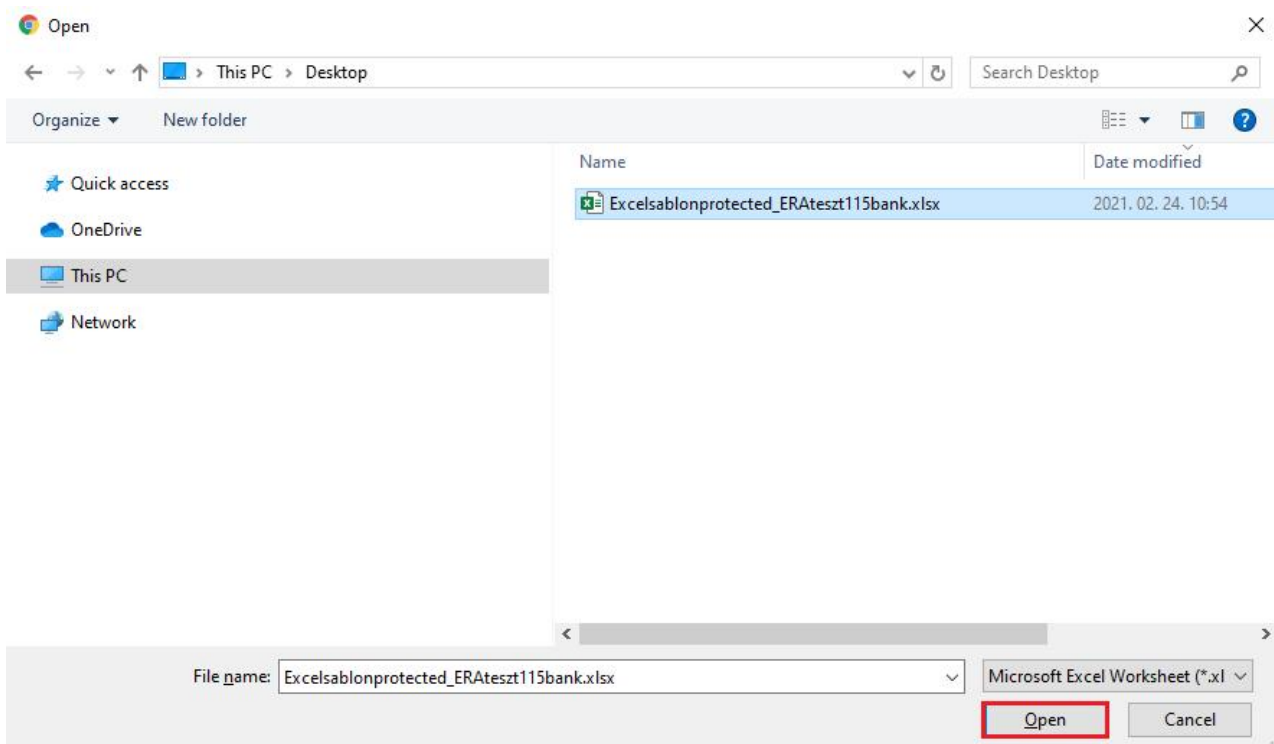 Open
This PC > Desktop
Search Desktop
Organize
New folder
Name
Date modified
Quick access
OneDrive
This PC
Network
Excelsablonprotected_ERAteszt115bank.xlsx
2021. 02. 24. 10:54
File name:
Excelsablonprotected_ERAteszt115bank.xlsx
Microsoft Excel Worksheet (*.xl
Open
Cancel